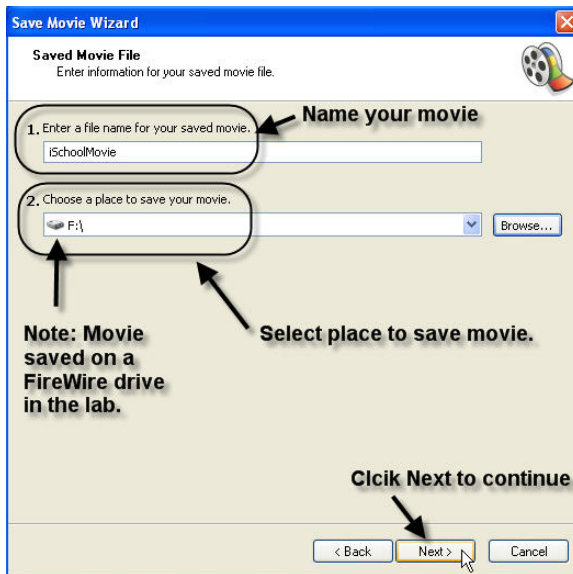 Save Movie Wizard
Saved Movie File
Enter information for your saved movie file.
Name your movie
1. Enter a file name for your saved movie.
iSchoolMovie
2. Choose a place to save your movie.
F:\
Browse...
Note: Movie
saved on a
FireWire drive
in the lab.
Select place to save movie.
Clcik Next to continue
< Back
Next >
Cancel